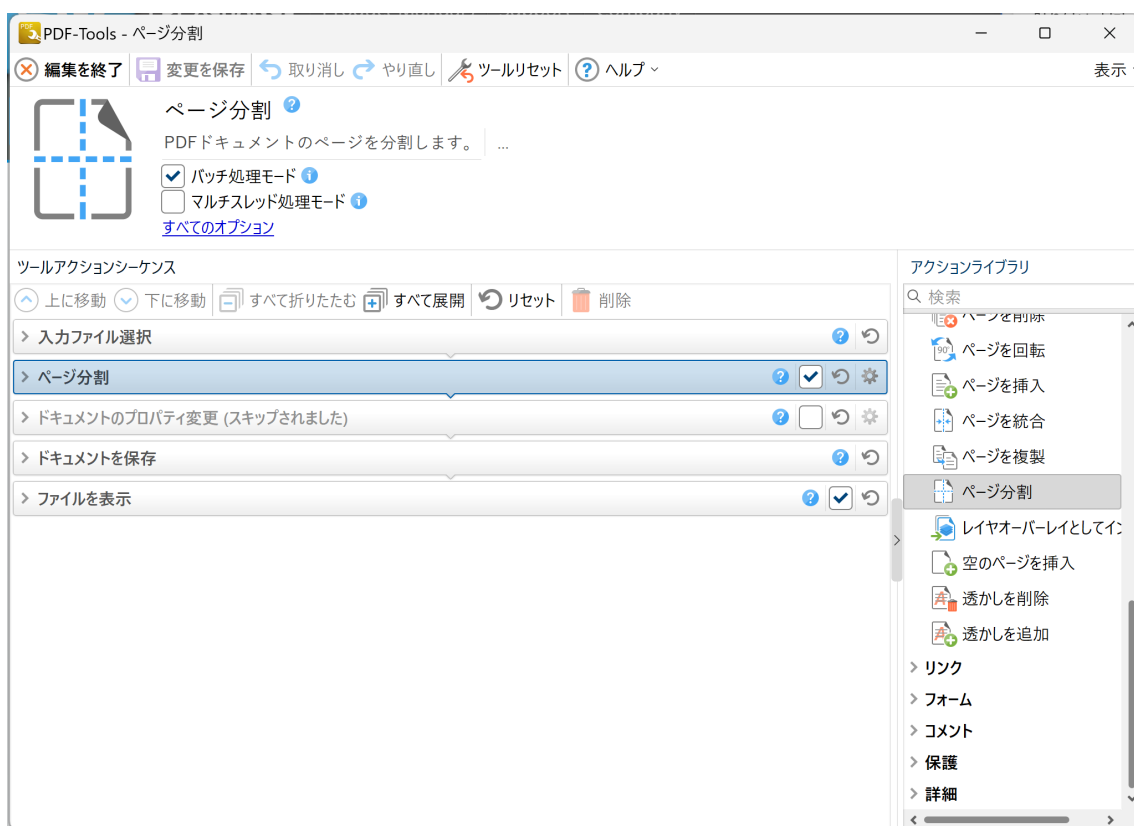 PDF-Tools - ページ分割
編集を終了 変更を保存 取り消し やり直し ツールリセット ヘルプ 表示
ページ分割
PDFドキュメントのページを分割します。 ...
バッチ処理モード
マルチスレッド処理モード
すべてのオプション
ツールアクションシーケンス
上に移動 下に移動 すべて折りたたむ すべて展開 リセット 削除
入力ファイル選択
ページ分割
ドキュメントのプロパティ変更 (スキップされました)
ドキュメントを保存
ファイルを表示
アクションライブラリ
検索
ページを削除
ページを回転
ページを挿入
ページを統合
ページを複製
ページ分割
レイヤオーバーレイとしてイン
空のページを挿入
透かしを削除
透かしを追加
リンク
フォーム
コメント
保護
詳細